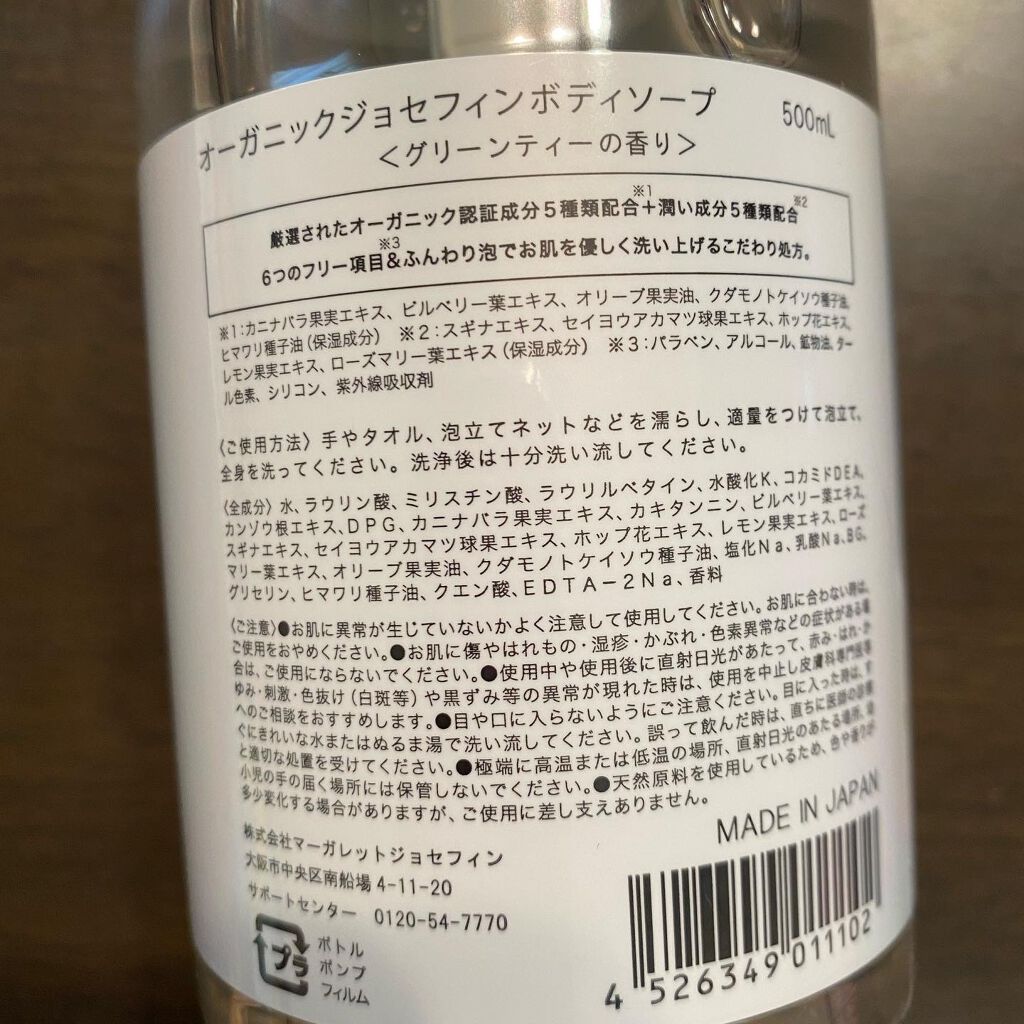 オーガニックジョセフィンボディソープ 500mL
＜グリーンティーの香り＞
厳選されたオーガニック認証成分5種類配合※1＋潤い成分5種類配合※2
6つのフリー項目※3＆ふんわり泡でお肌を優しく洗い上げるこだわり処方。
※1：カニナバラ果実エキス、ビルベリー葉エキス、オリーブ果実油、クダモノトケイソウ種子油、
ヒマワリ種子油（保湿成分） ※2：スギナエキス、セイヨウアカマツ球果エキス、ホップ花エキス、
レモン果実エキス、ローズマリー葉エキス（保湿成分） ※3：パラベン、アルコール、鉱物油、ター
ル色素、シリコン、紫外線吸収剤
〈ご使用方法〉手やタオル、泡立てネットなどを濡らし、適量をつけて泡立て、
全身を洗ってください。洗浄後は十分洗い流してください。
〈全成分〉水、ラウリン酸、ミリスチン酸、ラウリルベタイン、水酸化K、コカミドDEA、
カンゾウ根エキス、DPG、カニナバラ果実エキス、カキタンニン、ビルベリー葉エキス、
スギナエキス、セイヨウアカマツ球果エキス、ホップ花エキス、レモン果実エキス、ローズ
マリー葉エキス、オリーブ果実油、クダモノトケイソウ種子油、塩化Na、乳酸Na、BG、
グリセリン、ヒマワリ種子油、クエン酸、EDTA－2Na、香料
〈ご注意〉●お肌に異常が生じていないかよく注意して使用してください。お肌に合わない時は、
ご使用をおやめください。●お肌に傷やはれもの・湿疹・かぶれ・色素異常などの症状がある場
合は、ご使用にならないでください。●使用中や使用後に直射日光があたって、赤み・はれ・か
ゆみ・刺激・色抜け（白斑等）や黒ずみ等の異常が現れた時は、使用を中止し皮膚科専門医等
へのご相談をおすすめします。●目や口に入らないようにご注意ください。目に入った時は、す
ぐにきれいな水またはぬるま湯で洗い流してください。誤って飲んだ時は、直ちに医師の診療
と適切な処置を受けてください。●極端に高温または低温の場所、直射日光のあたる場所、
小児の手の届く場所には保管しないでください。●天然原料を使用しているため、色や香りが
多少変化する場合がありますが、ご使用に差し支えありません。
MADE IN JAPAN
株式会社マーガレットジョセフィン
大阪市中央区南船場4-11-20
サポートセンター 0120-54-7770
プラ
ボトル
ポンプ
フィルム
4 526349 011102